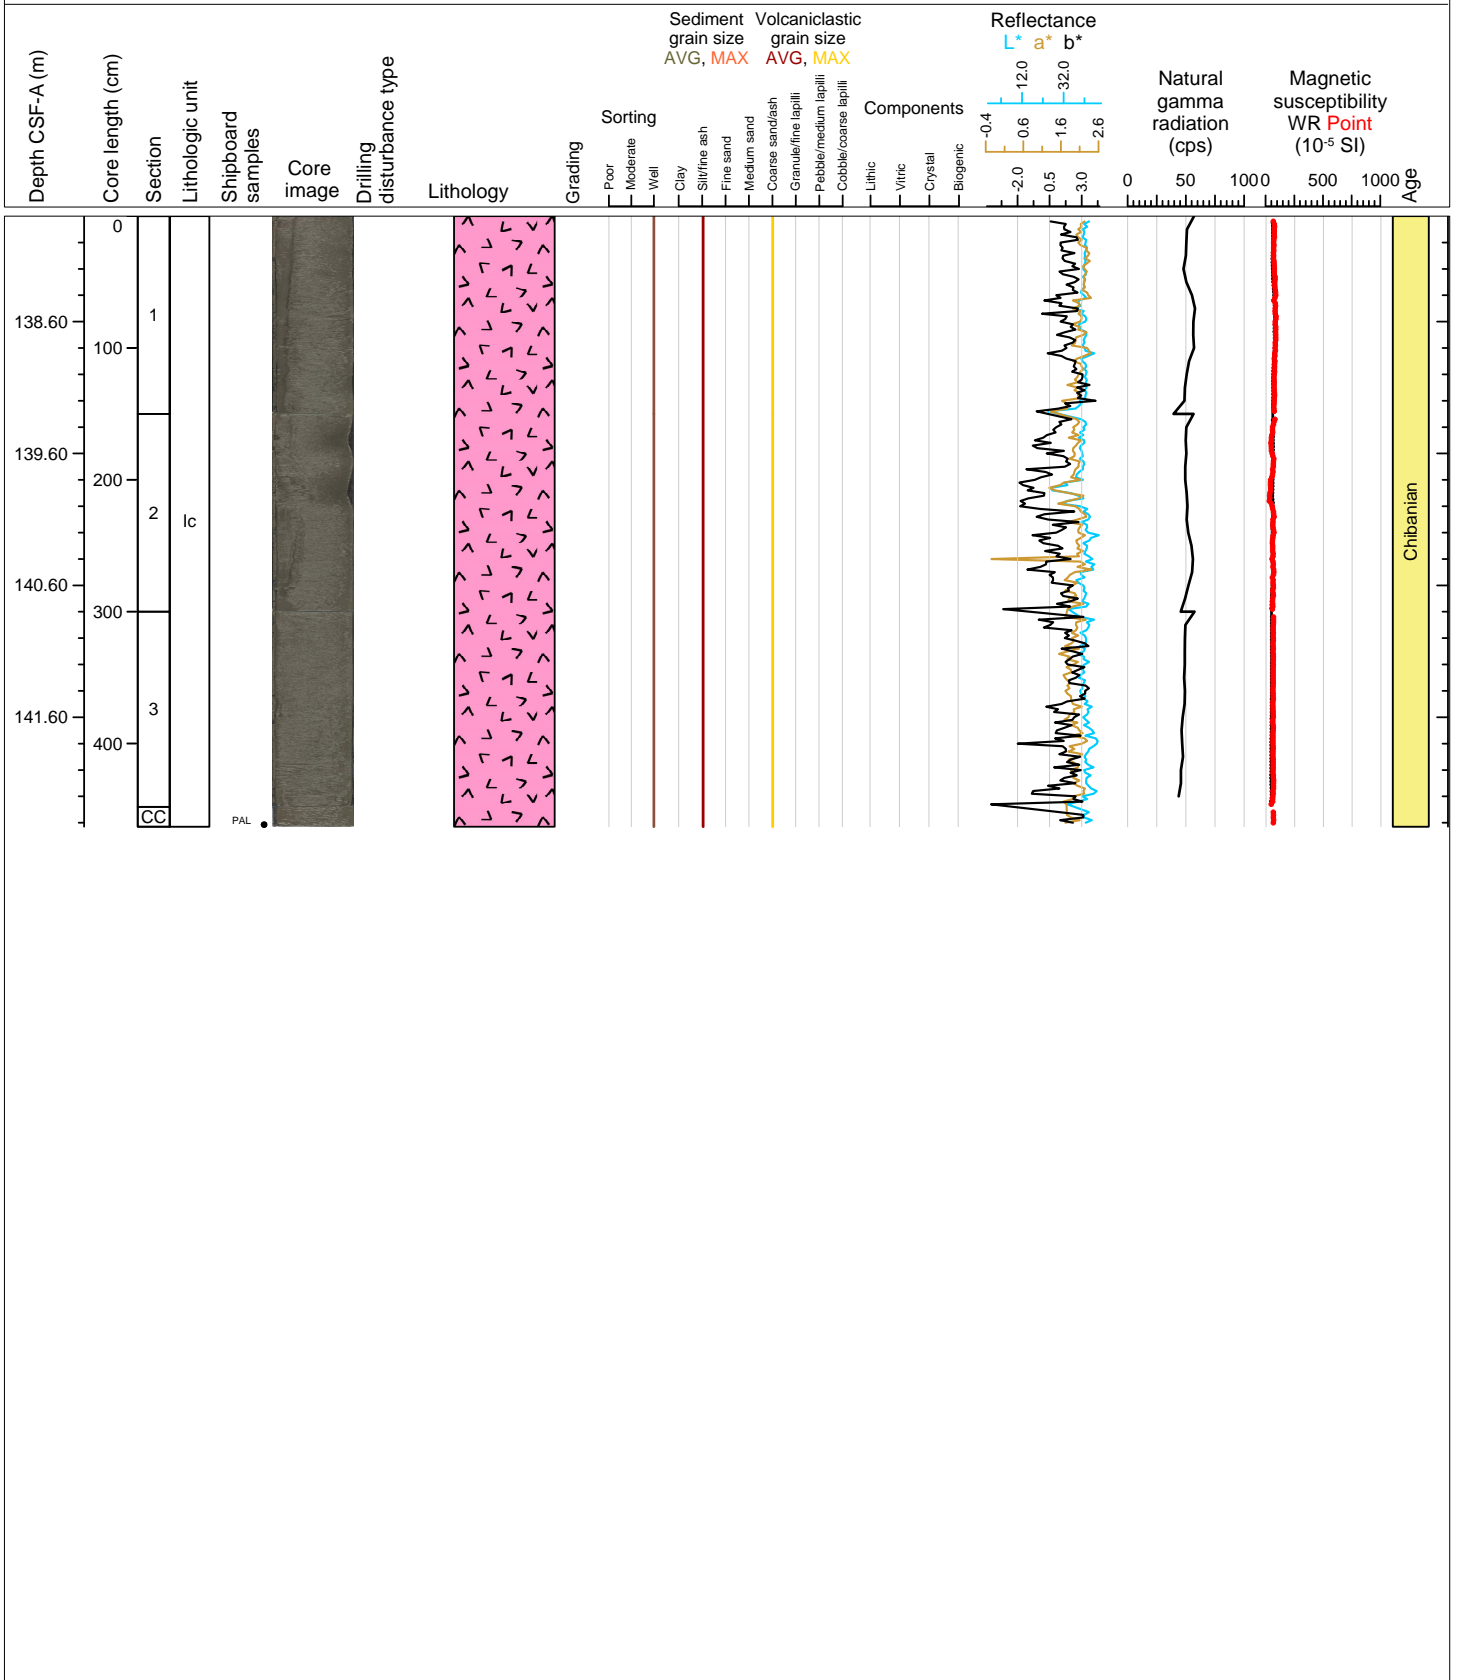 Depth CSF-A (m)
Core length (cm)
Section
Lithologic unit
Shipboard
samples
Core
image
Drilling
disturbance type
Lithology
Grading
Sorting
Poor
Moderate
Well
Sediment
grain size
AVG, MAX
Volcaniclastic
grain size
AVG, MAX
Clay
Silt/fine ash
Fine sand
Medium sand
Coarse sand/ash
Granule/fine lapilli
Pebble/medium lapilli
Cobble/coarse lapilli
Components
Lithic
Vitric
Crystal
Biogenic
Reflectance
L* a* b*
12.0 32.0
-0.4 0.6 1.6 2.6
-2.0 0.5 3.0
Natural
gamma
radiation
(cps)
0 50 100
Magnetic
susceptibility
WR Point
(10-5 SI)
0 500 1000
Age
138.60
139.60
140.60
141.60
0
100
200
300
400
1
2
3
CC
Ic
PAL
Chibanian